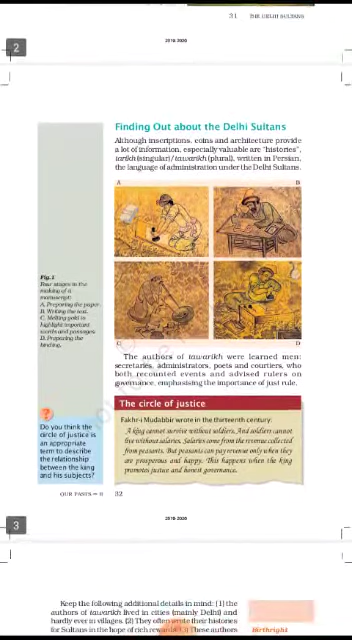 31 THE DELHI SULTANS
2
2019-2020
Finding Out about the Delhi Sultans
Although inscriptions, coins and architecture provide
a lot of information, especially valuable are "histories",
tarikh (singular) / tawarikh (plural), written in Persian,
the language of administration under the Delhi Sultans.
A
B
C
D
Fig. 1
Four stages in the
making of a
manuscript:
A. Preparing the paper.
B. Writing the text.
C. Melting gold to
highlight important
words and passages.
D. Preparing the
binding.
The authors of tawarikh were learned men:
secretaries, administrators, poets and courtiers, who
both recounted events and advised rulers on
governance, emphasising the importance of just rule.
?
Do you think the
circle of justice is
an appropriate
term to describe
the relationship
between the king
and his subjects?
The circle of justice
Fakhr-i Mudabbir wrote in the thirteenth century:
A king cannot survive without soldiers. And soldiers cannot
live without salaries. Salaries come from the revenue collected
from peasants. But peasants can pay revenue only when they
are prosperous and happy. This happens when the king
promotes justice and honest governance.
OUR PASTS – II 32
3
2019-2020
Keep the following additional details in mind: (1) the
authors of tawarikh lived in cities (mainly Delhi) and
hardly ever in villages. (2) They often wrote their histories
for Sultans in the hope of rich rewards. (3) These authors
Birthright